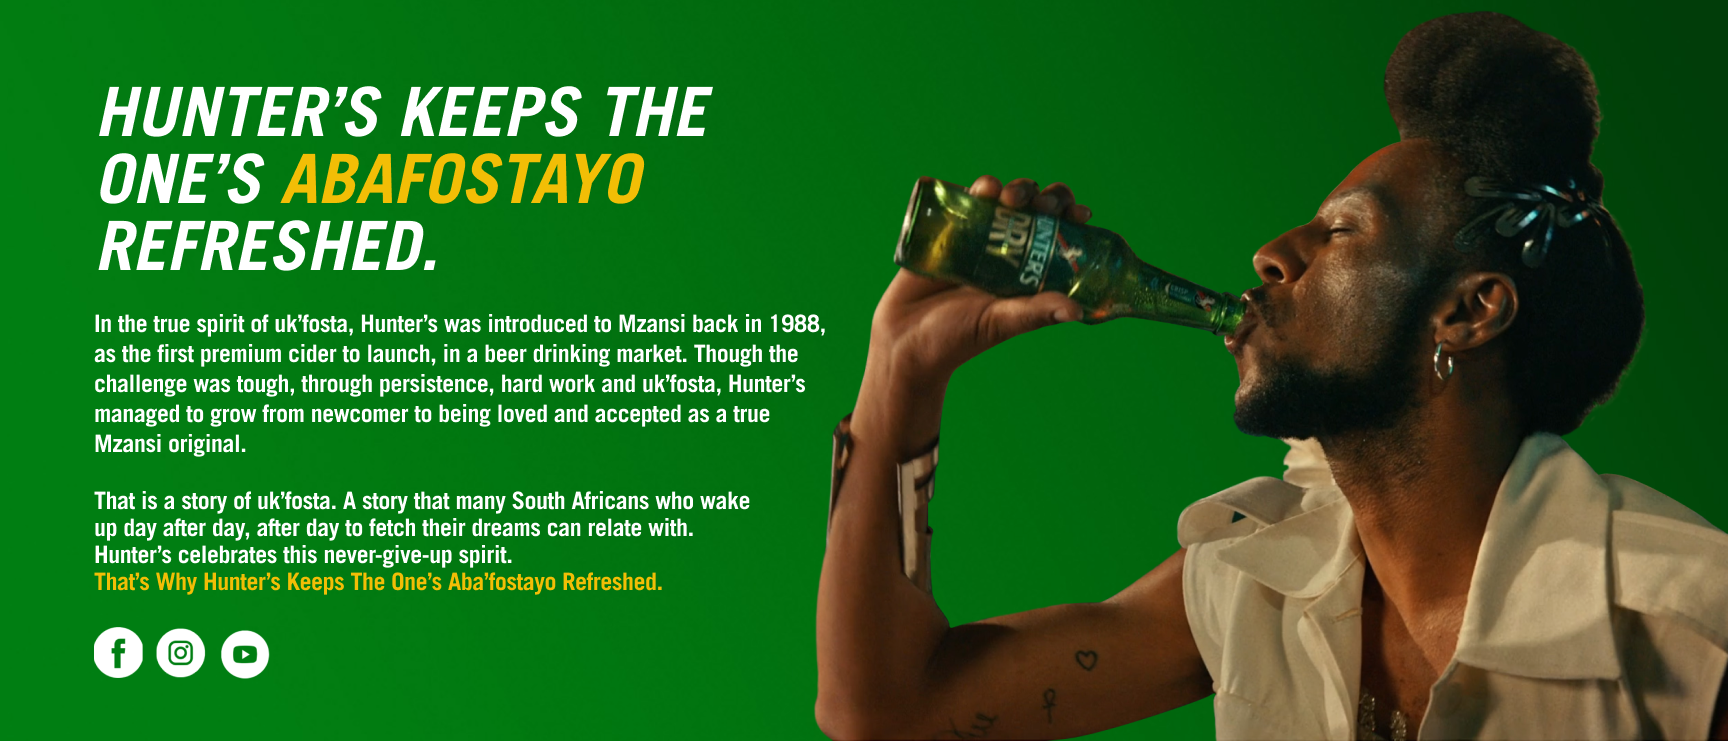 HUNTER’S KEEPS THE
ONE’S ABAFOSTAYO
REFRESHED.
In the true spirit of uk’fosta, Hunter’s was introduced to Mzansi back in 1988,
as the first premium cider to launch, in a beer drinking market. Though the
challenge was tough, through persistence, hard work and uk’fosta, Hunter’s
managed to grow from newcomer to being loved and accepted as a true
Mzansi original.
That is a story of uk’fosta. A story that many South Africans who wake
up day after day, after day to fetch their dreams can relate with.
Hunter’s celebrates this never-give-up spirit.
That’s Why Hunter’s Keeps The One’s Aba’fostayo Refreshed.
HUNTERS
DRY